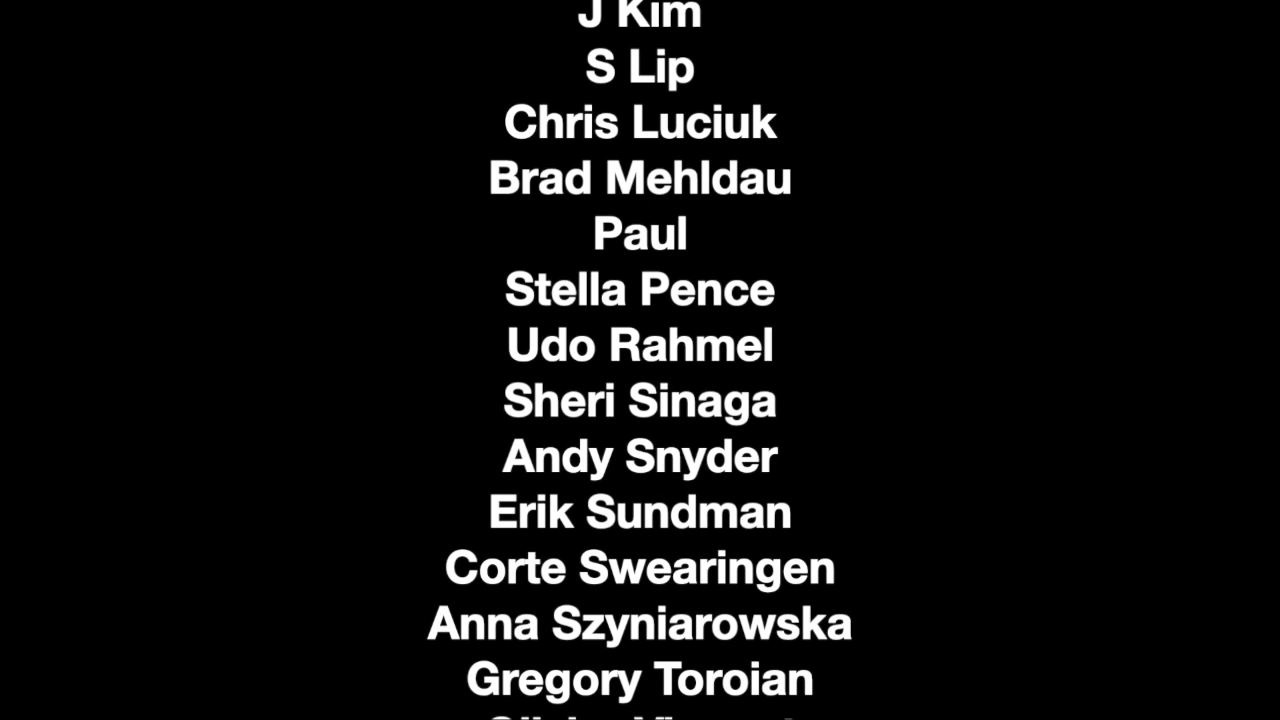 J Kim
S Lip
Chris Luciuk
Brad Mehldau
Paul
Stella Pence
Udo Rahmel
Sheri Sinaga
Andy Snyder
Erik Sundman
Corte Swearingen
Anna Szyniarowska
Gregory Toroian